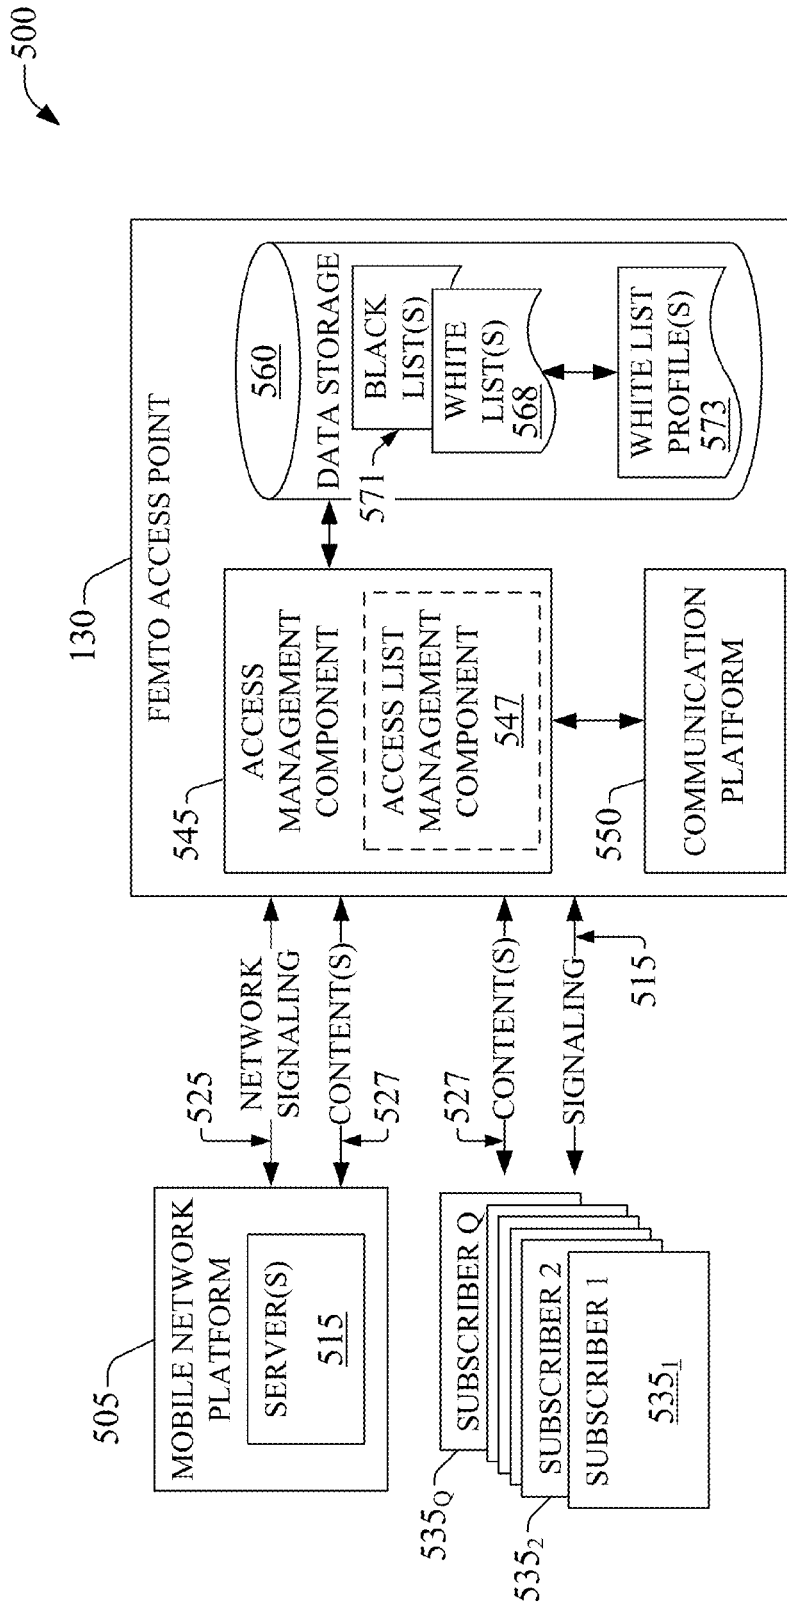 500
130
FEMTO ACCESS POINT
505
MOBILE NETWORK
PLATFORM
SERVER(S)
515
525
NETWORK
SIGNALING
CONTENT(S)
527
545
ACCESS
MANAGEMENT
COMPONENT
ACCESS LIST
MANAGEMENT
COMPONENT
547
560
DATA STORAGE
571
BLACK
LIST(S)
WHITE
LIST(S)
568
WHITE LIST
PROFILE(S)
573
535Q
SUBSCRIBER Q
535₂
SUBSCRIBER 2
SUBSCRIBER 1
535₁
527
CONTENT(S)
SIGNALING
515
550
COMMUNICATION
PLATFORM